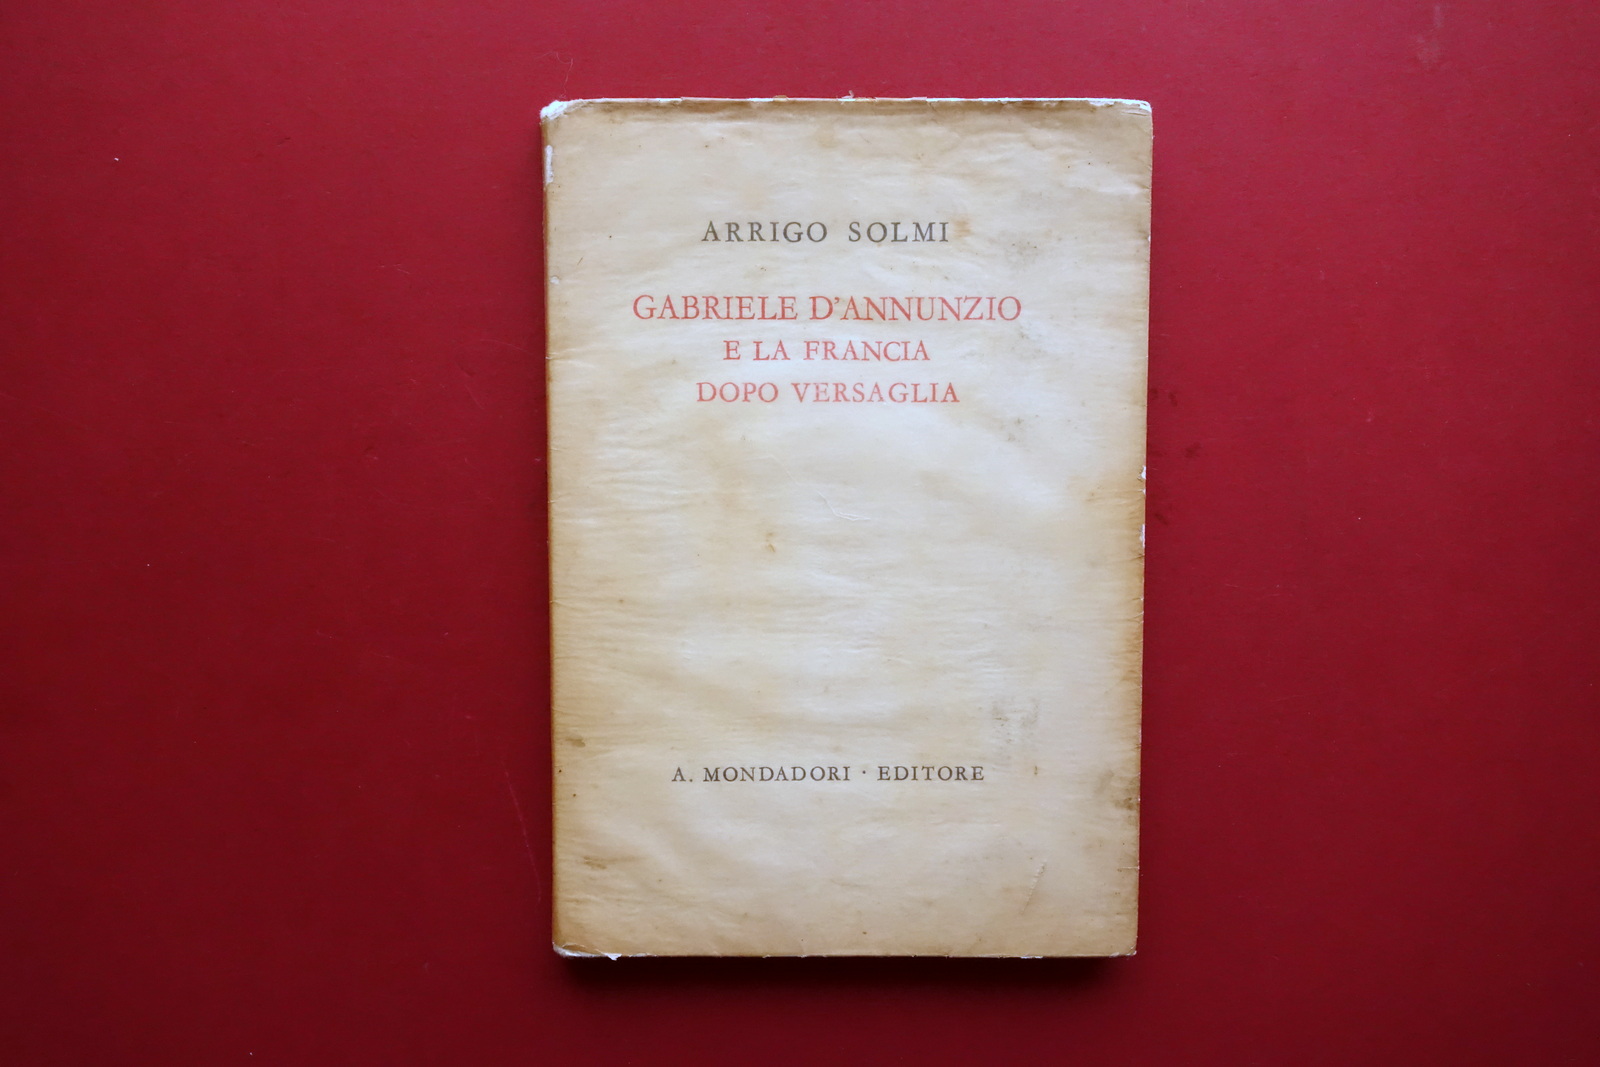 ARRIGO SOLMI
GABRIELE D'ANNUNZIO
E LA FRANCIA
DOPO VERSAGLIA
A. MONDADORI · EDITORE